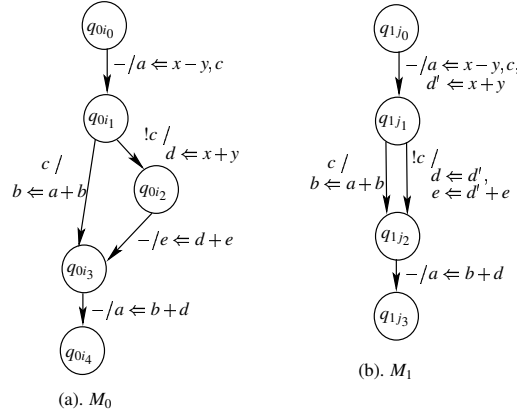 q0i0
−/a ⇐ x − y, c
q0i1
!c /
d ⇐ x + y
c /
b ⇐ a + b
q0i2
−/e ⇐ d + e
q0i3
−/a ⇐ b + d
q0i4
(a). M0
q1j0
−/a ⇐ x − y, c,
d′ ⇐ x + y
q1j1
c /
b ⇐ a + b
!c /
d ⇐ d′,
e ⇐ d′ + e
q1j2
−/a ⇐ b + d
q1j3
(b). M1